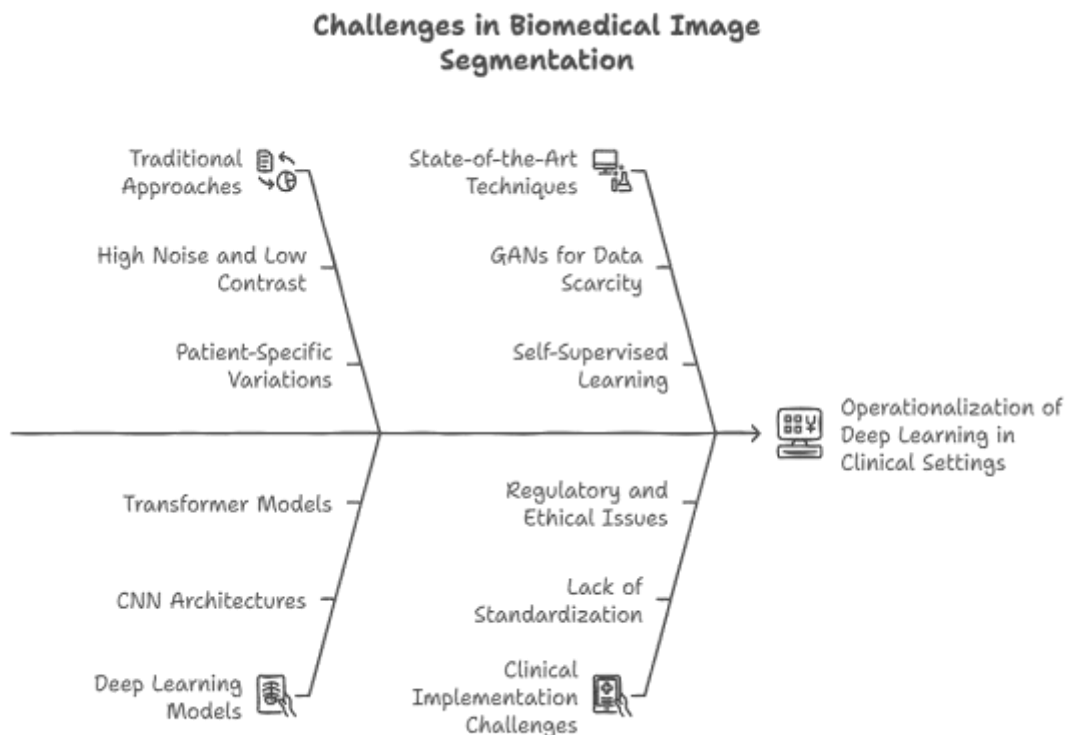 Challenges in Biomedical Image
Segmentation
Traditional
Approaches
High Noise and Low
Contrast
Patient-Specific
Variations
State-of-the-Art
Techniques
GANs for Data
Scarcity
Self-Supervised
Learning
Operationalization of
Deep Learning in
Clinical Settings
Transformer Models
CNN Architectures
Deep Learning
Models
Regulatory and
Ethical Issues
Lack of
Standardization
Clinical
Implementation
Challenges